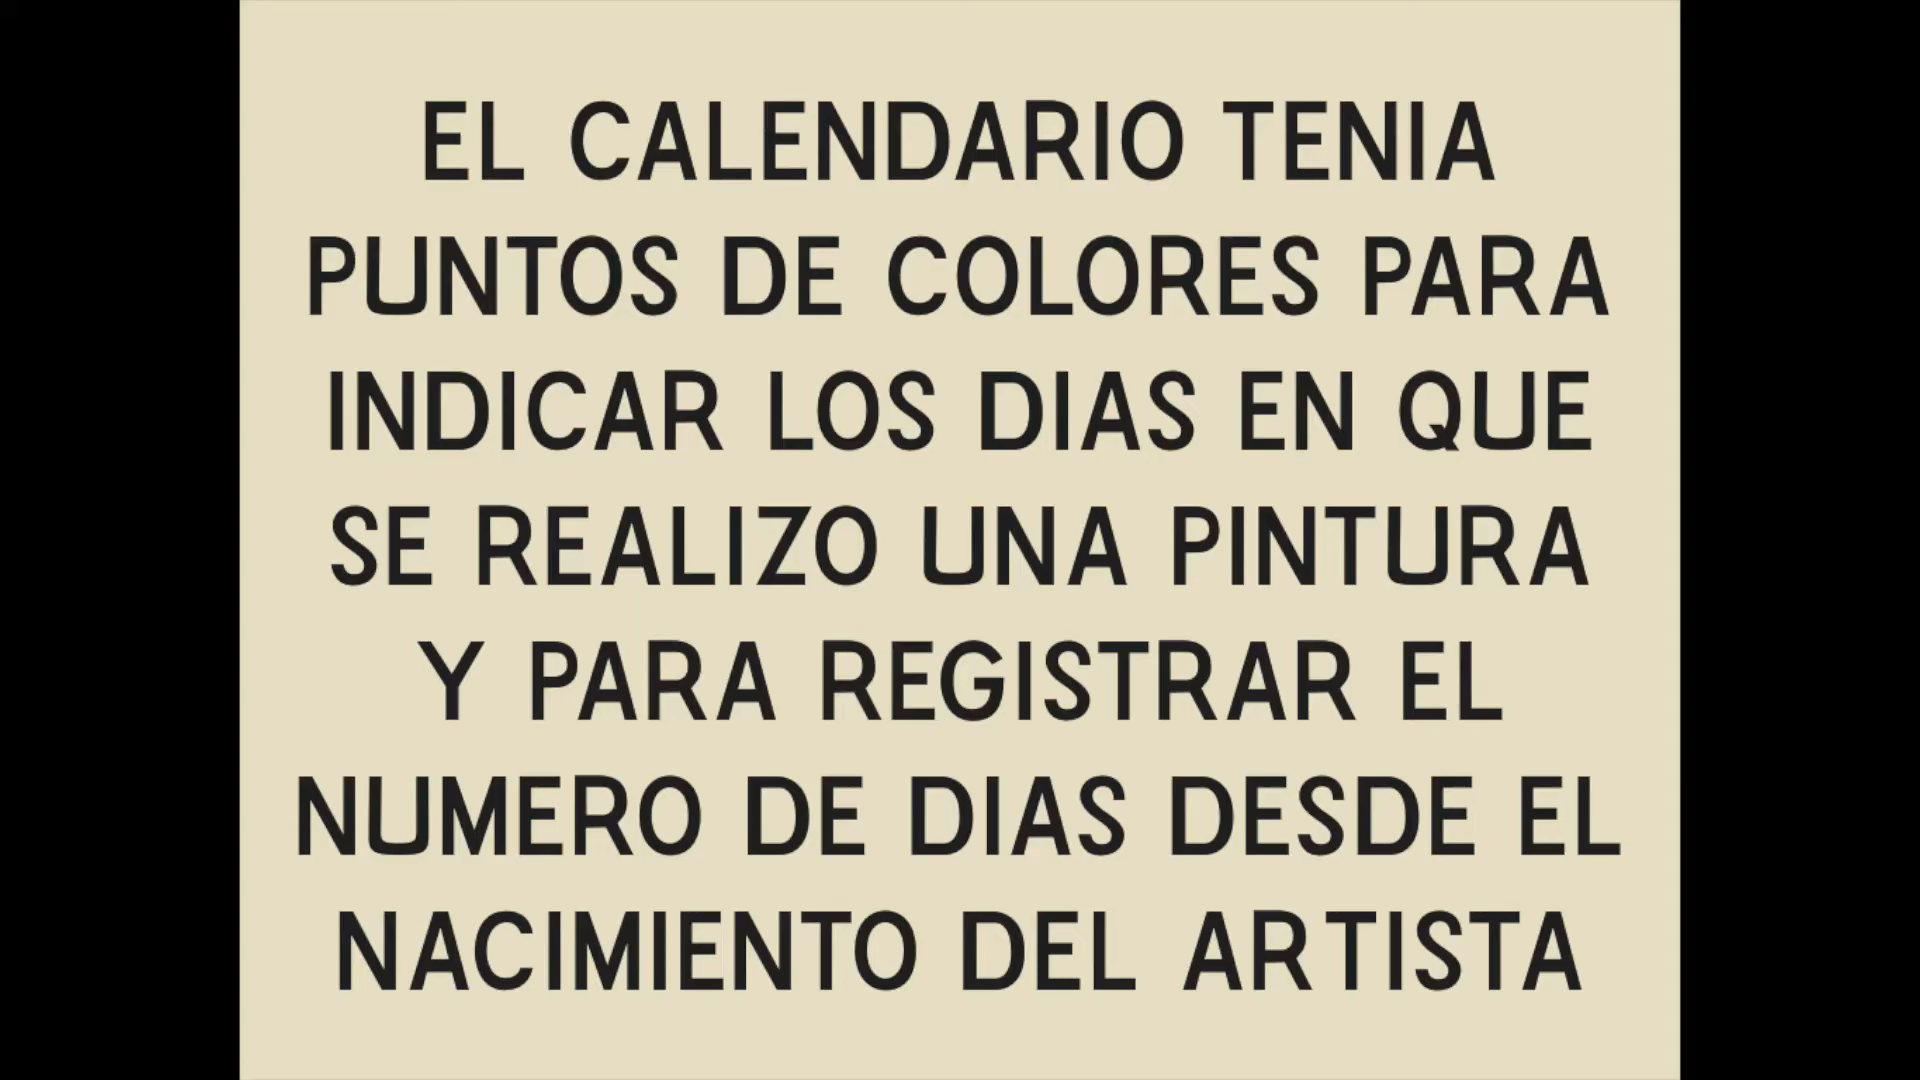 EL CALENDARIO TENIA
PUNTOS DE COLORES PARA
INDICAR LOS DIAS EN QUE
SE REALIZO UNA PINTURA
Y PARA REGISTRAR EL
NUMERO DE DIAS DESDE EL
NACIMIENTO DEL ARTISTA